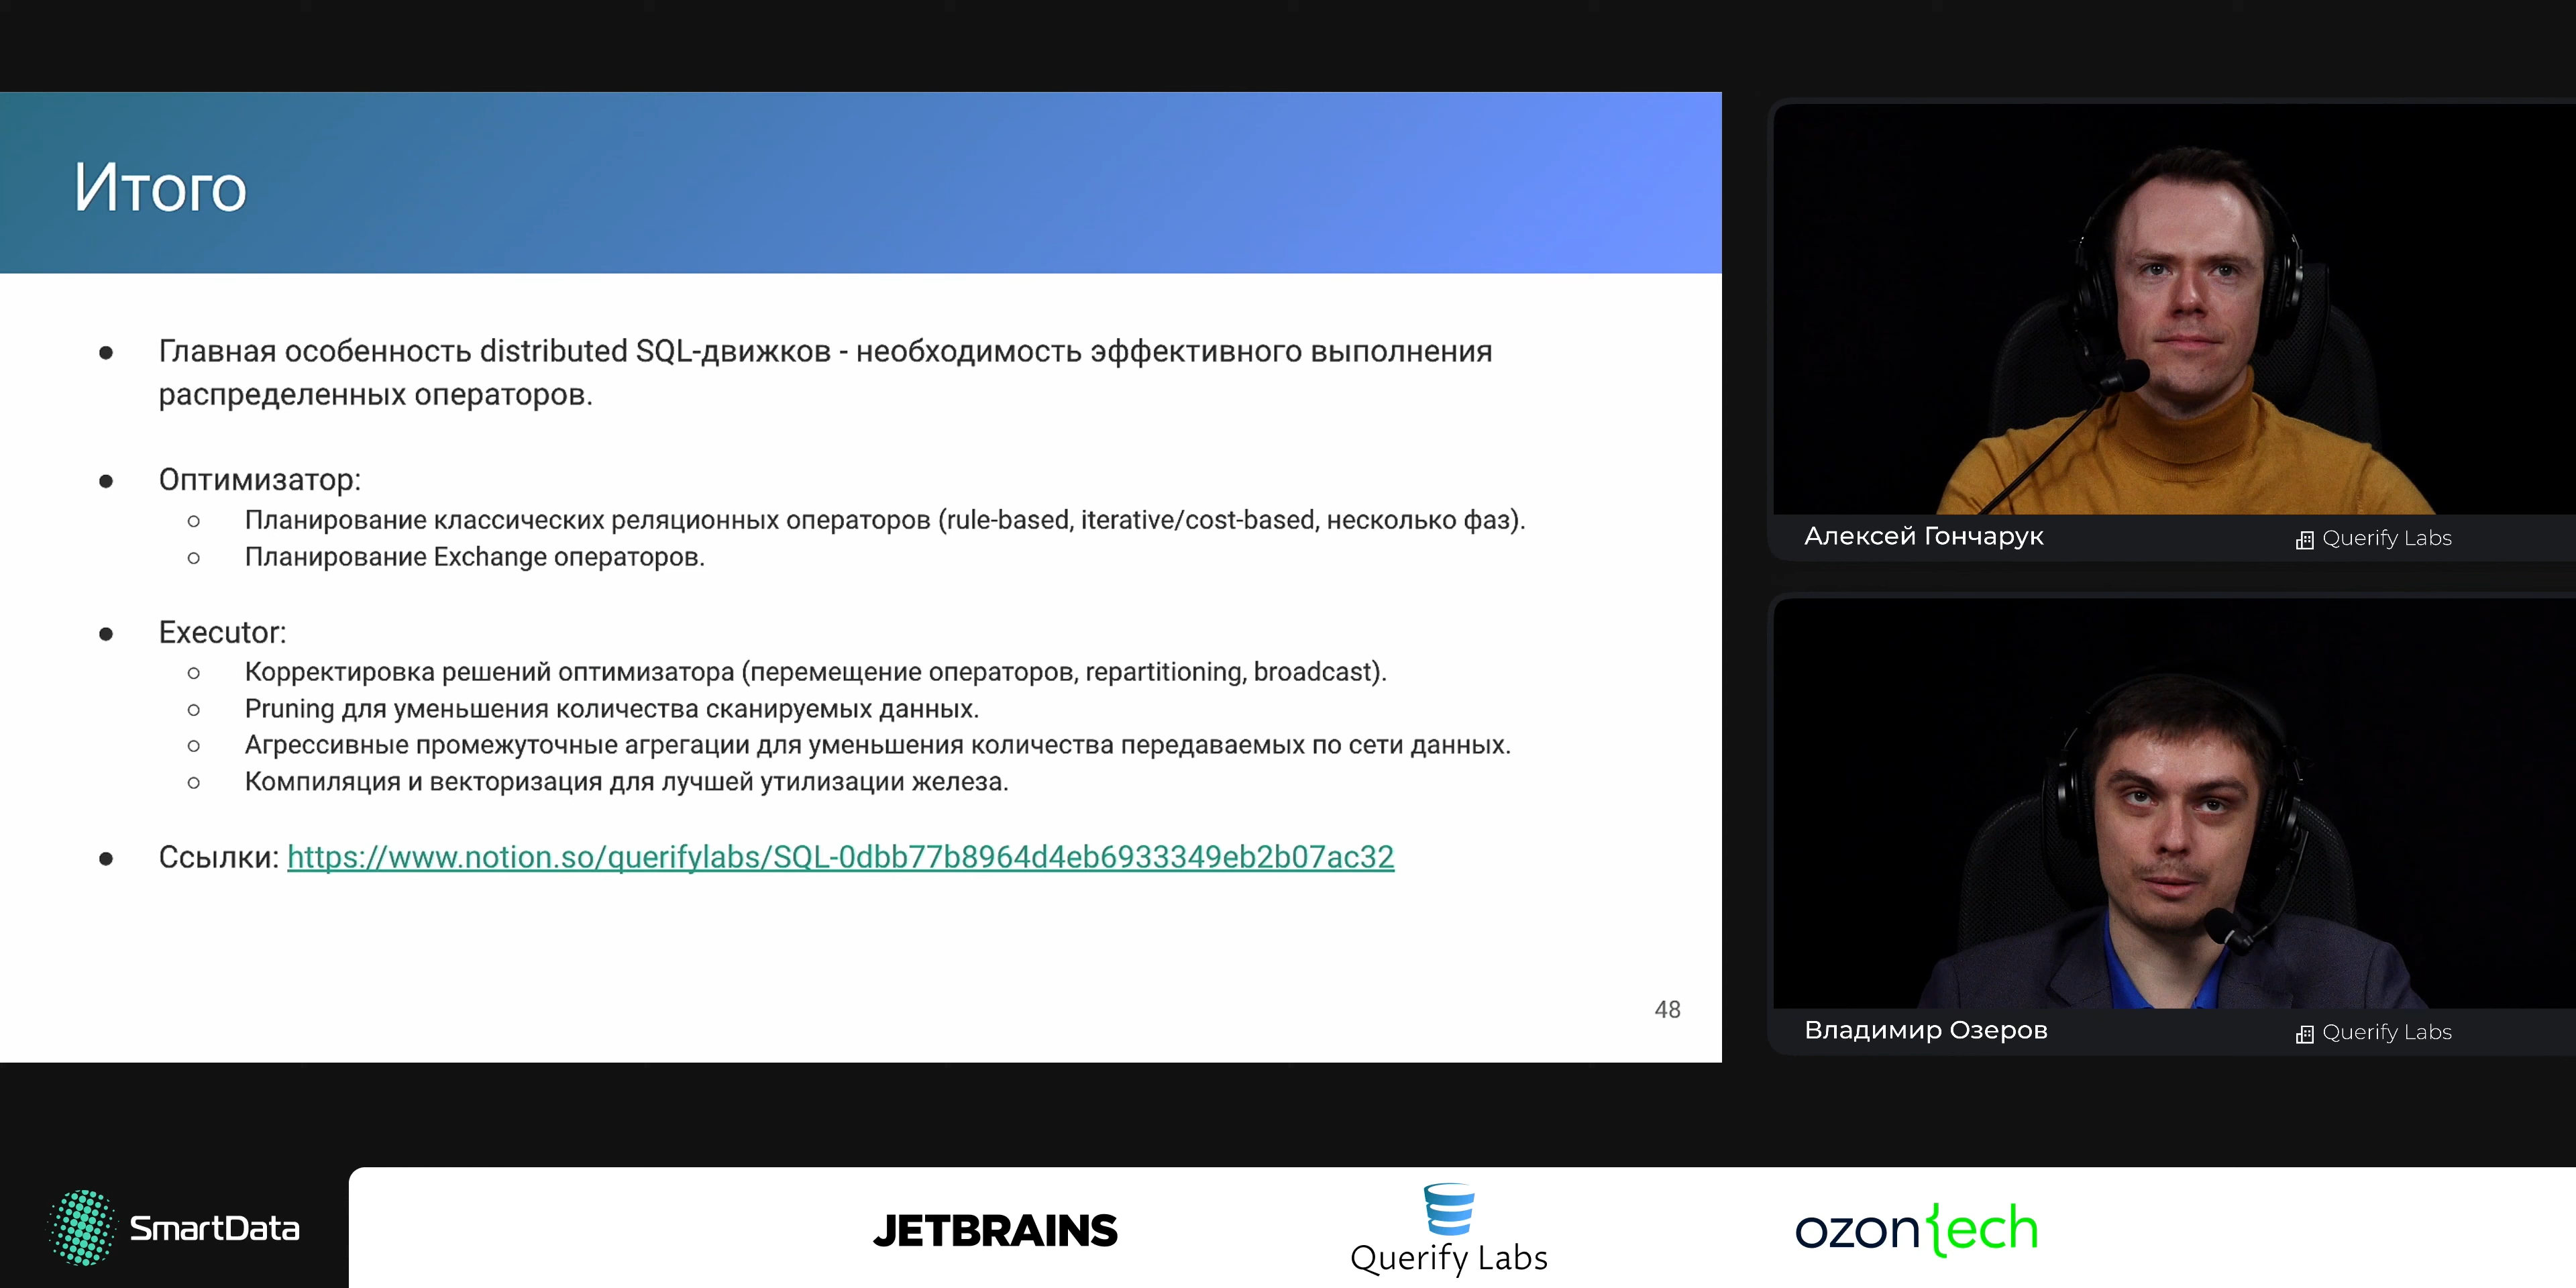 Итого
● Главная особенность distributed SQL-движков - необходимость эффективного выполнения
распределенных операторов.
● Оптимизатор:
○ Планирование классических реляционных операторов (rule-based, iterative/cost-based, несколько фаз).
○ Планирование Exchange операторов.
● Executor:
○ Корректировка решений оптимизатора (перемещение операторов, repartitioning, broadcast).
○ Pruning для уменьшения количества сканируемых данных.
○ Агрессивные промежуточные агрегации для уменьшения количества передаваемых по сети данных.
○ Компиляция и векторизация для лучшей утилизации железа.
● Ссылки: https://www.notion.so/querifylabs/SQL-0dbb77b8964d4eb6933349eb2b07ac32
48
Алексей Гончарук
Querify Labs
Владимир Озеров
Querify Labs
SmartData
JETBRAINS
Querify Labs
ozon{ech